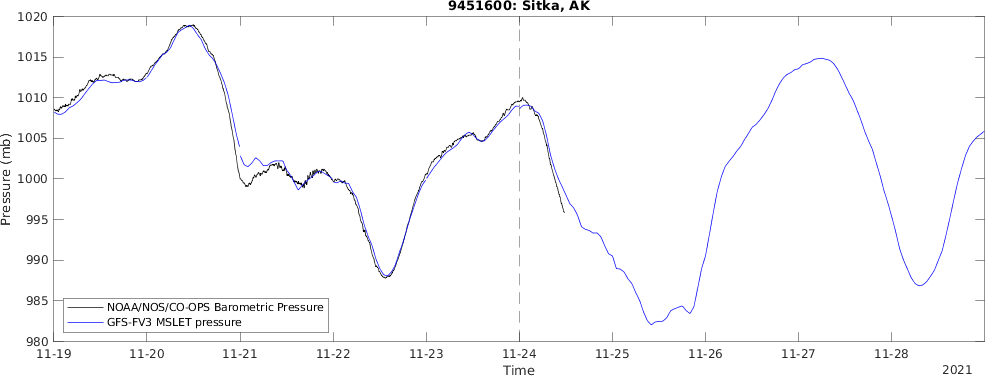 9451600: Sitka, AK
1020
1015
1010
1005
1000
995
990
985
980
Pressure (mb)
NOAA/NOS/CO-OPS Barometric Pressure
GFS-FV3 MSLET pressure
11-19 11-20 11-21 11-22 11-23 11-24 11-25 11-26 11-27 11-28
Time
2021